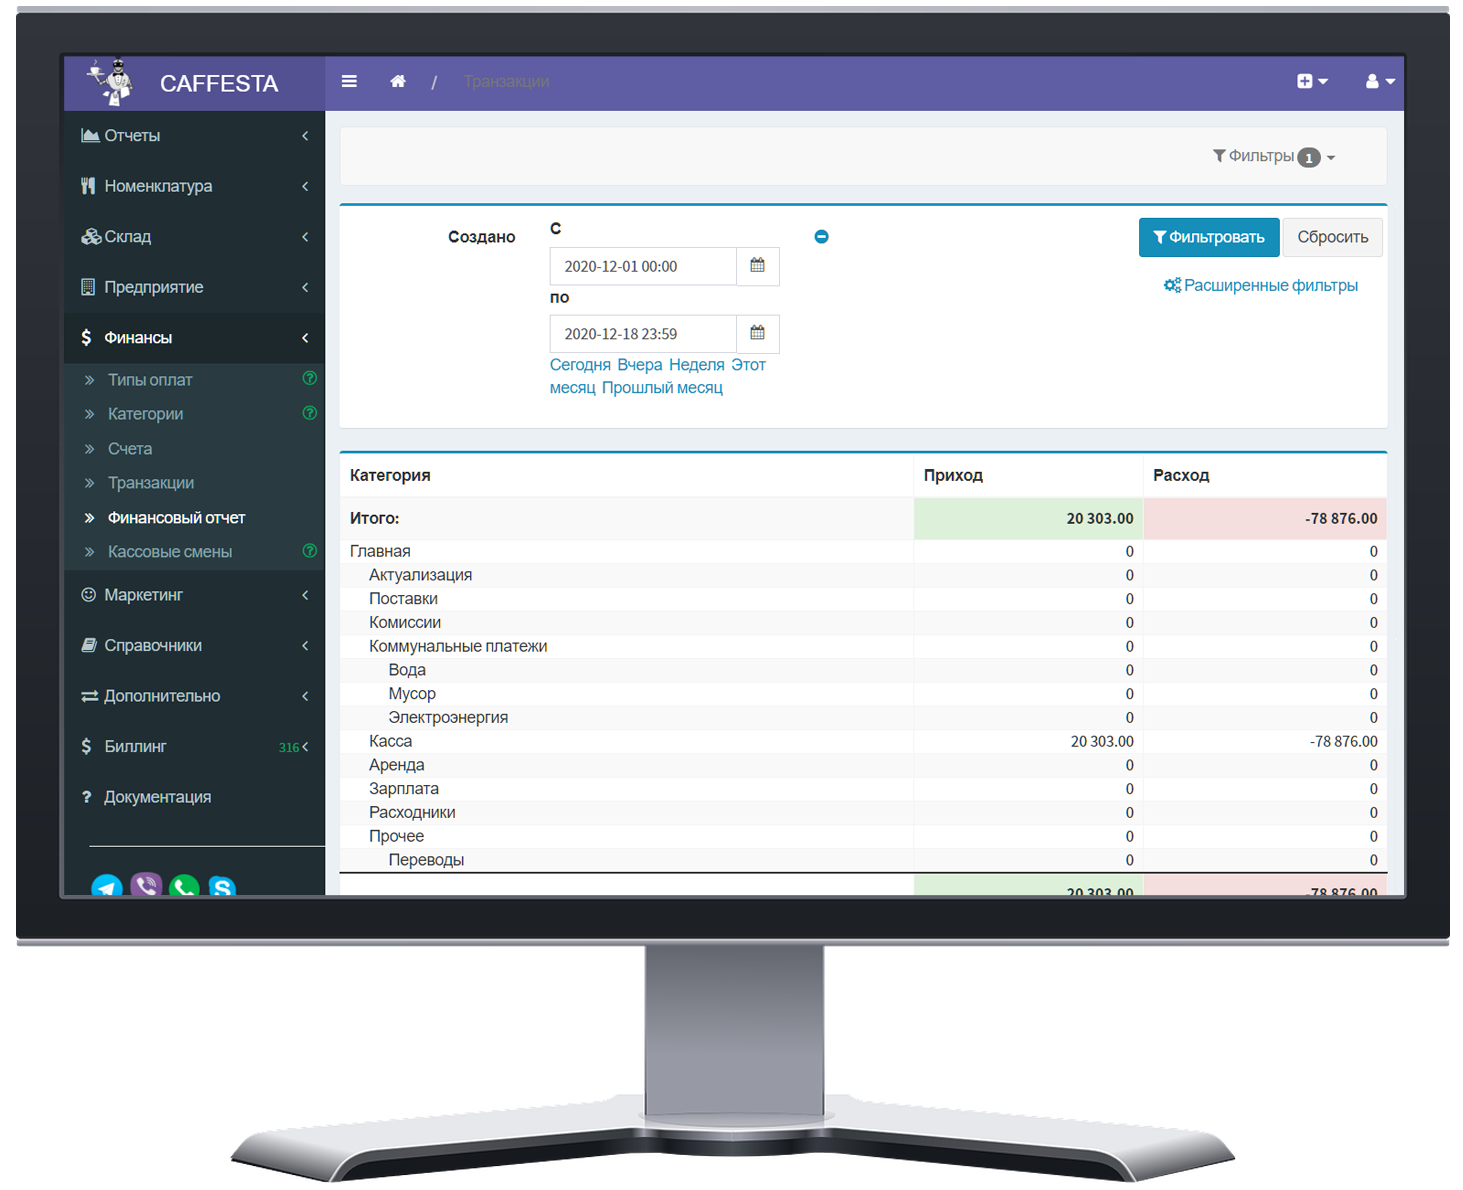 CAFFESTA
/ Транзакции
Отчеты
Номенклатура
Склад
Предприятие
$ Финансы
» Типы оплат ?
» Категории ?
» Счета
» Транзакции
» Финансовый отчет
» Кассовые смены ?
Маркетинг
Справочники
Дополнительно
$ Биллинг 316
? Документация
Фильтры 1
Создано
С
2020-12-01 00:00
по
2020-12-18 23:59
Сегодня Вчера Неделя Этот
месяц Прошлый месяц
Фильтровать Сбросить
Расширенные фильтры
Категория Приход Расход
Итого: 20 303.00 -78 876.00
Главная 0 0
Актуализация 0 0
Поставки 0 0
Комиссии 0 0
Коммунальные платежи 0 0
Вода 0 0
Мусор 0 0
Электроэнергия 0 0
Касса 20 303.00 -78 876.00
Аренда 0 0
Зарплата 0 0
Расходники 0 0
Прочее 0 0
Переводы 0 0
20 303.00 -78 876.00